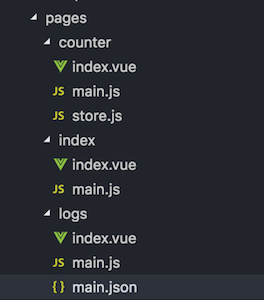 pages
counter
index.vue
JS main.js
JS store.js
index
index.vue
JS main.js
logs
index.vue
JS main.js
{ } main.json